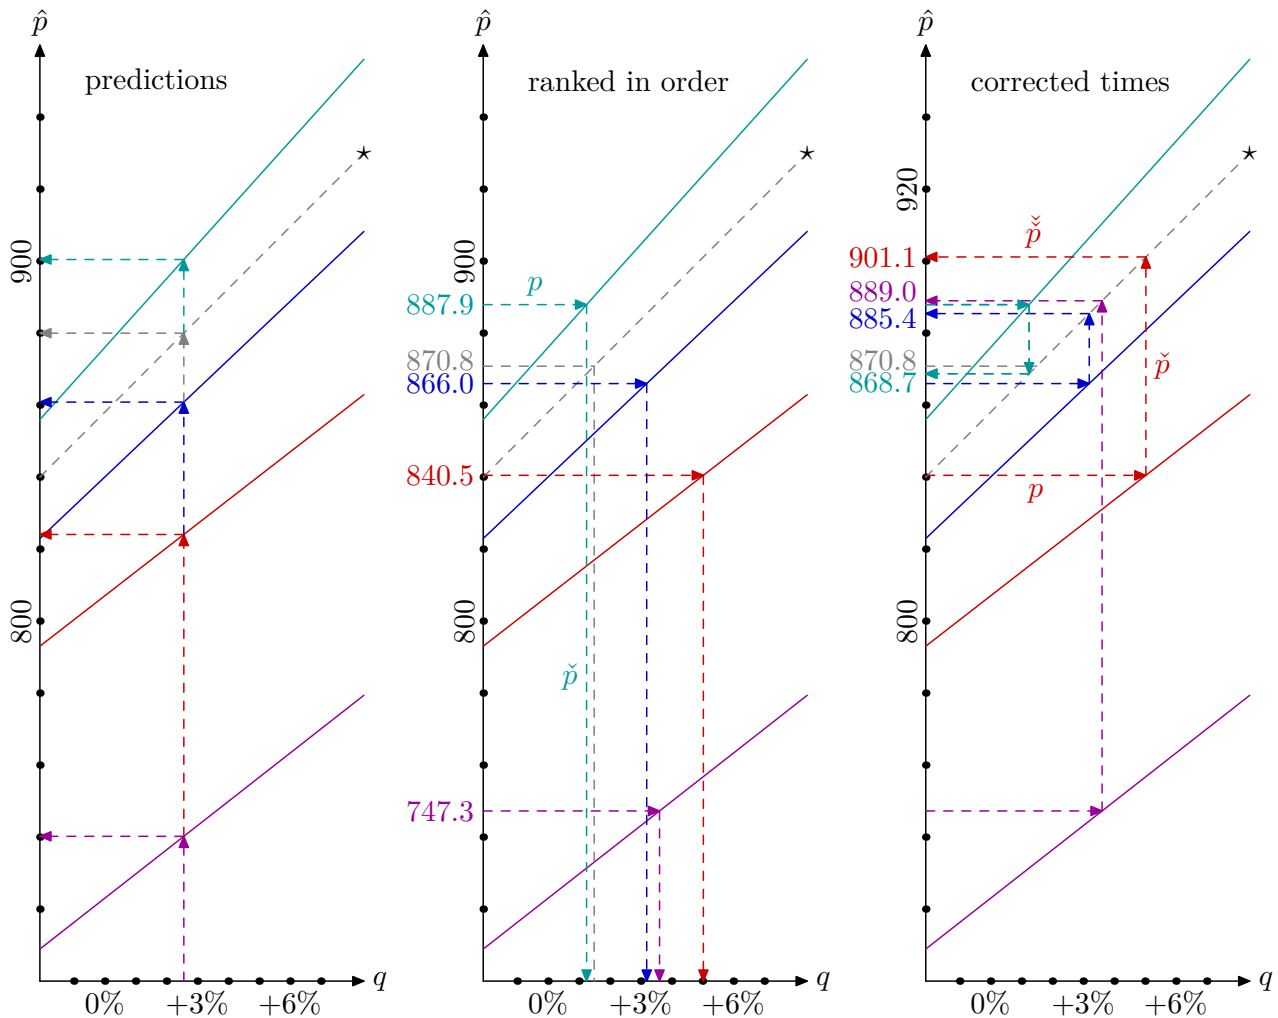 p̂
predictions
900
800
0% +3% +6% q
p̂
ranked in order
900
p
887.9
870.8
866.0
840.5
800
p̌
747.3
0% +3% +6% q
p̂
corrected times
920
p̌̌
901.1
889.0
885.4
870.8
p̌
868.7
p
800
0% +3% +6% q